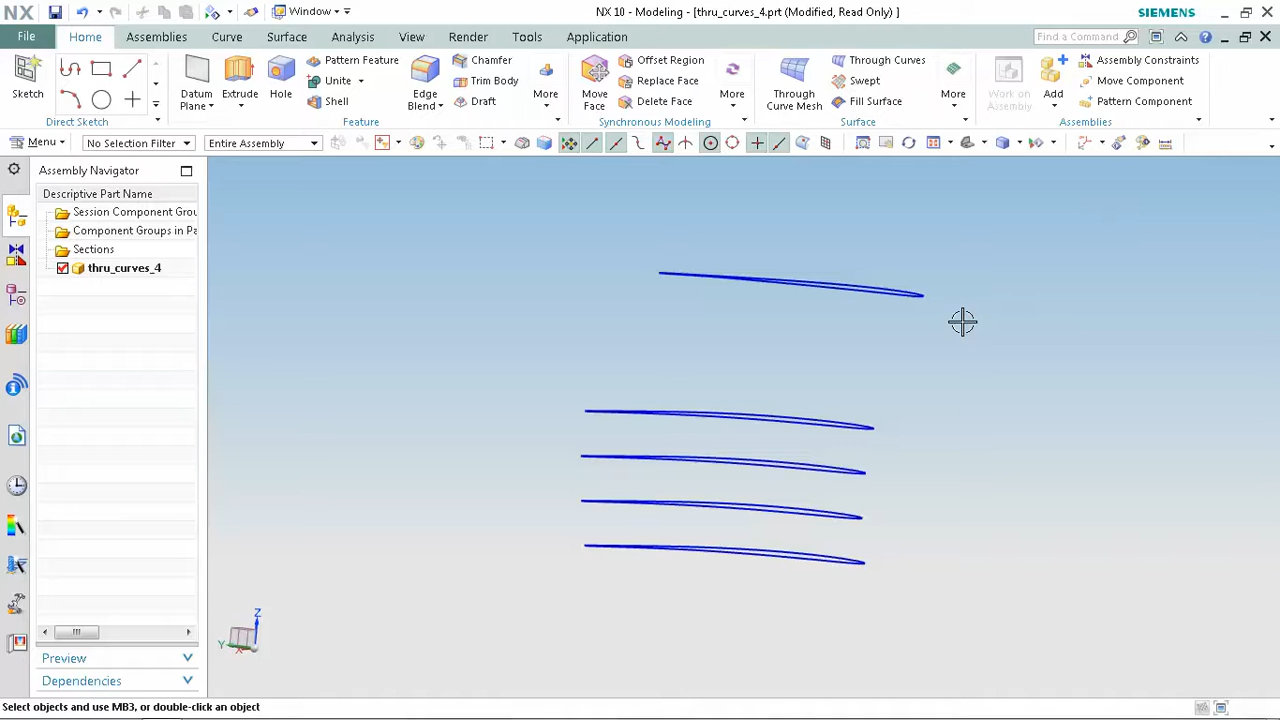 NX Window NX 10 - Modeling - [thru_curves_4.prt (Modified, Read Only) ] SIEMENS
File Home Assemblies Curve Surface Analysis View Render Tools Application Find a Command
Sketch
Direct Sketch
Datum Plane Extrude Hole Pattern Feature Unite Shell Edge Blend Chamfer Trim Body Draft More
Feature
Move Face Offset Region Replace Face Delete Face More
Synchronous Modeling
Through Curve Mesh Through Curves Swept Fill Surface More
Surface
Work on Assembly Add Assembly Constraints Move Component Pattern Component
Assemblies
Menu No Selection Filter Entire Assembly
Assembly Navigator
Descriptive Part Name
Session Component Grou
Component Groups in Pa
Sections
thru_curves_4
Z
Y
X
Preview
Dependencies
Select objects and use MB3, or double-click an object